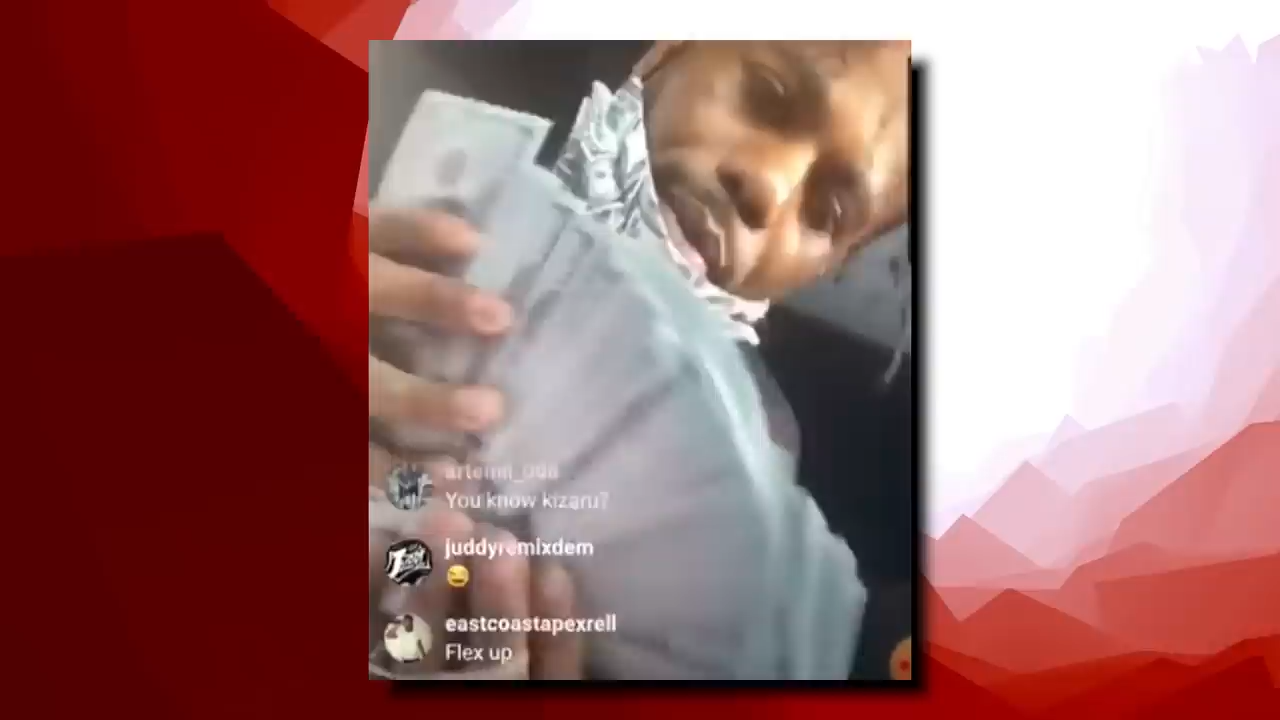 You know kizaru?
juddyremixdem
😆
eastcoastapexrell
Flex up